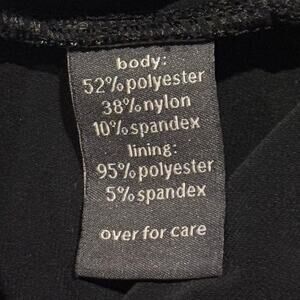 body:
52% polyester
38% nylon
10% spandex
lining:
95% polyester
5% spandex
over for care